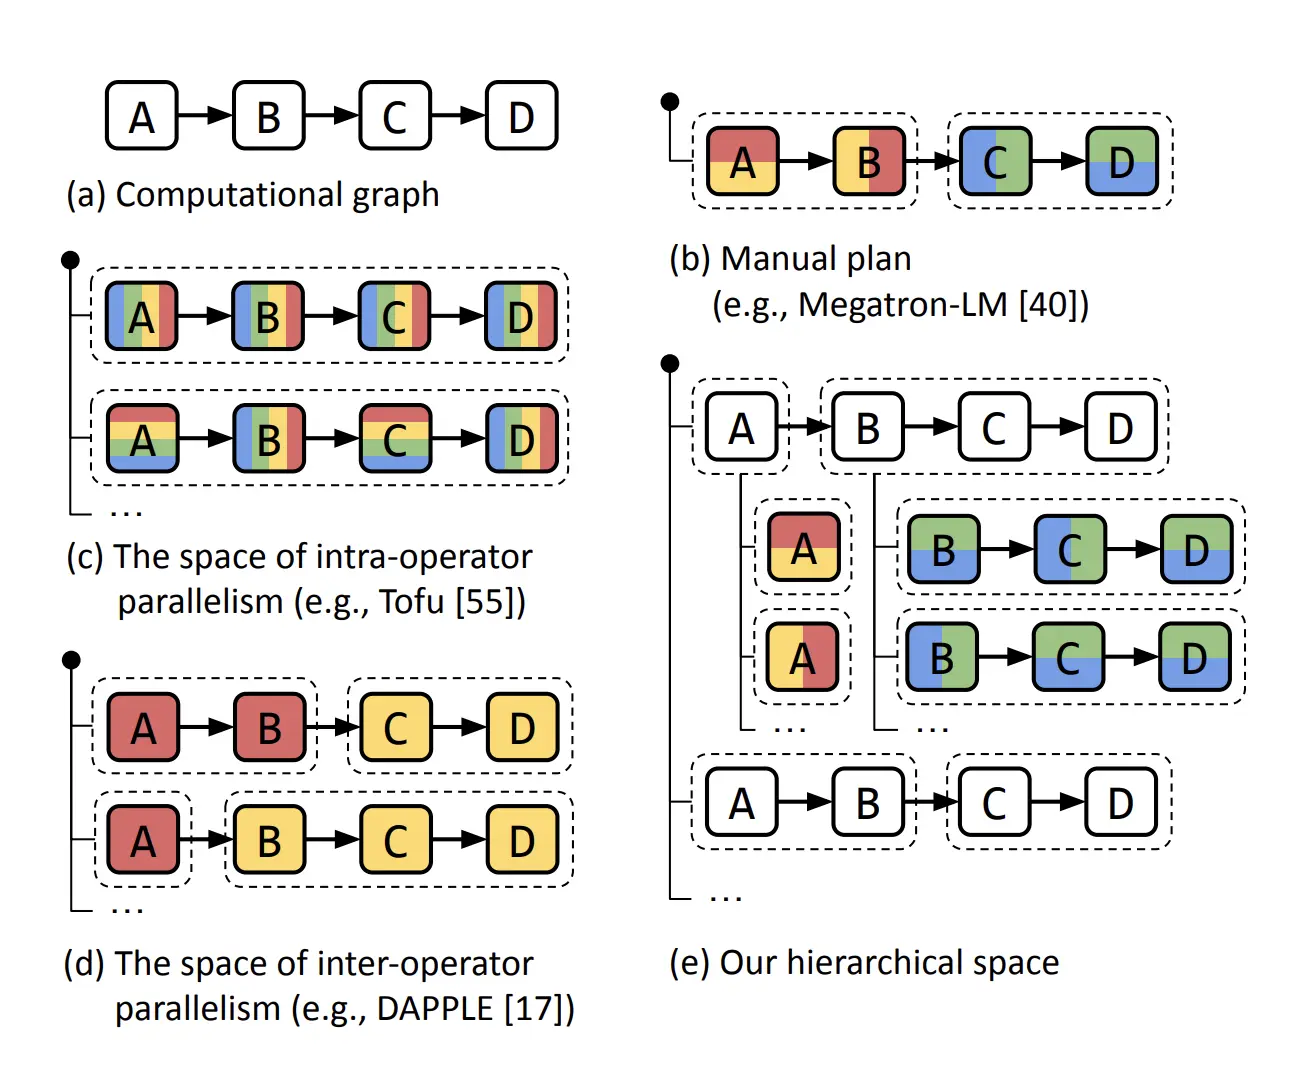 A B C D
(a) Computational graph
A B C D
(b) Manual plan
(e.g., Megatron-LM [40])
A B C D
A B C D
...
(c) The space of intra-operator
parallelism (e.g., Tofu [55])
A B C D
A B C D
...
(d) The space of inter-operator
parallelism (e.g., DAPPLE [17])
A B C D
A B C D
A B C D
... ...
A B C D
...
(e) Our hierarchical space